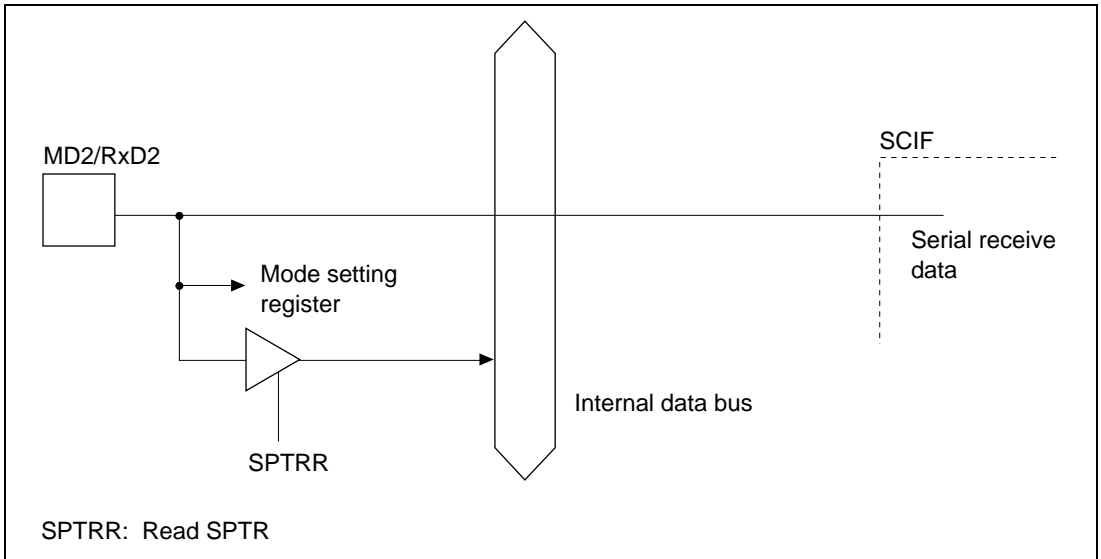 MD2/RxD2
SCIF
Serial receive
data
Mode setting
register
Internal data bus
SPTRR
SPTRR: Read SPTR